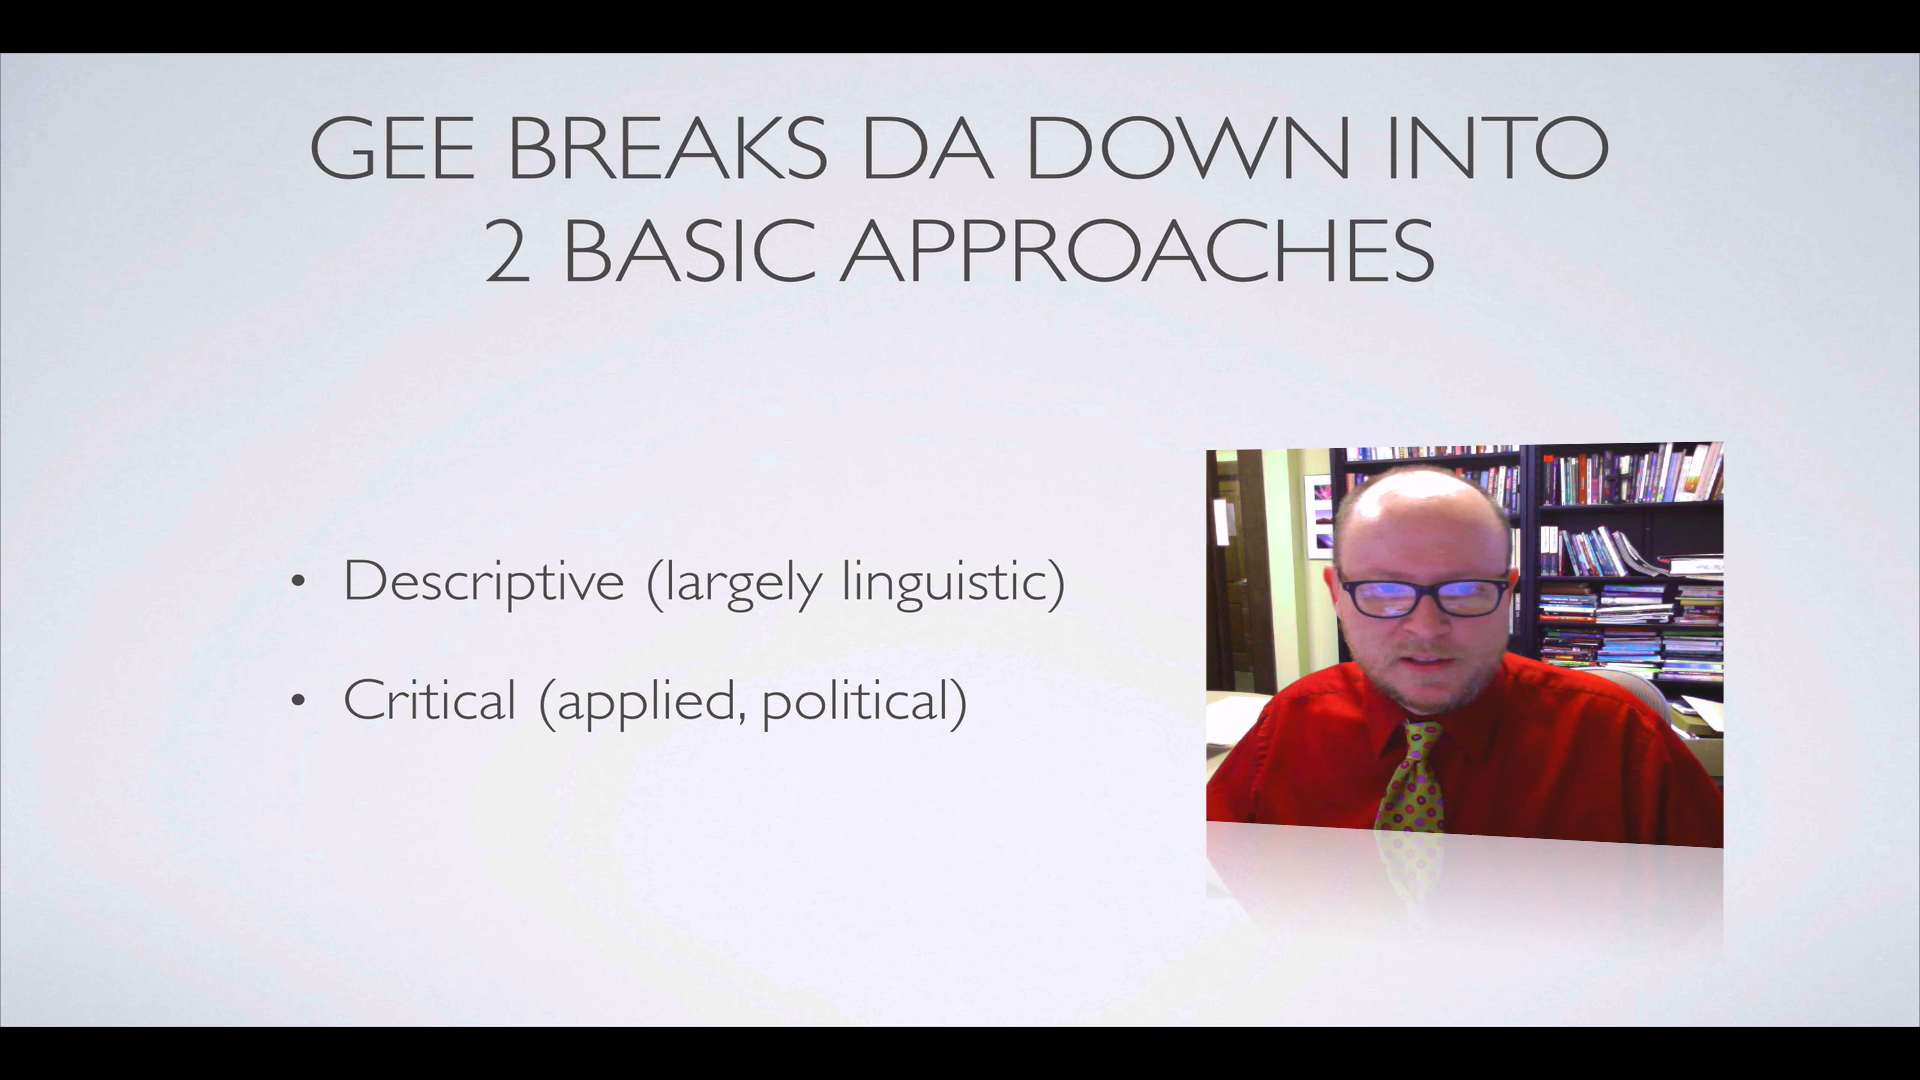 GEE BREAKS DA DOWN INTO
2 BASIC APPROACHES
• Descriptive (largely linguistic)
• Critical (applied, political)